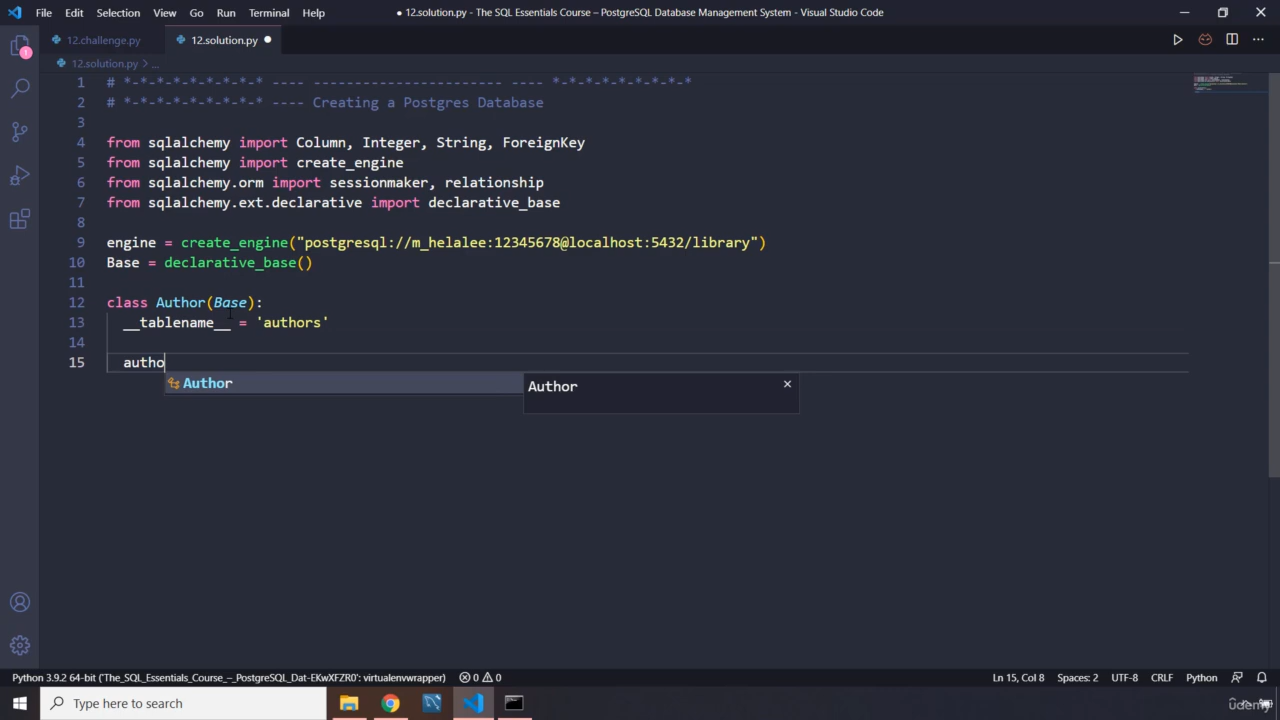 File Edit Selection View Go Run Terminal Help
● 12.solution.py - The SQL Essentials Course – PostgreSQL Database Management System - Visual Studio Code
12.challenge.py 12.solution.py ●
1
12.solution.py > ...
1 # *-*-*-*-*-*-*-*-* ---- ----------------------- ---- *-*-*-*-*-*-*-*-*
2 # *-*-*-*-*-*-*-*-* ---- Creating a Postgres Database
3
4 from sqlalchemy import Column, Integer, String, ForeignKey
5 from sqlalchemy import create_engine
6 from sqlalchemy.orm import sessionmaker, relationship
7 from sqlalchemy.ext.declarative import declarative_base
8
9 engine = create_engine("postgresql://m_helalee:12345678@localhost:5432/library")
10 Base = declarative_base()
11
12 class Author(Base):
13 __tablename__ = 'authors'
14
15 autho
Author
Author
Python 3.9.2 64-bit ('The_SQL_Essentials_Course_–_PostgreSQL_Dat-EKwXFZR0': virtualenvwrapper) 0 0 Ln 15, Col 8 Spaces: 2 UTF-8 CRLF Python
Type here to search
udemy